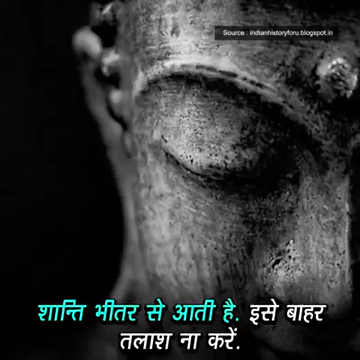 Source : indianhistoryforu.blogspot.in
शान्ति भीतर से आती है. इसे बाहर
तलाश ना करें.